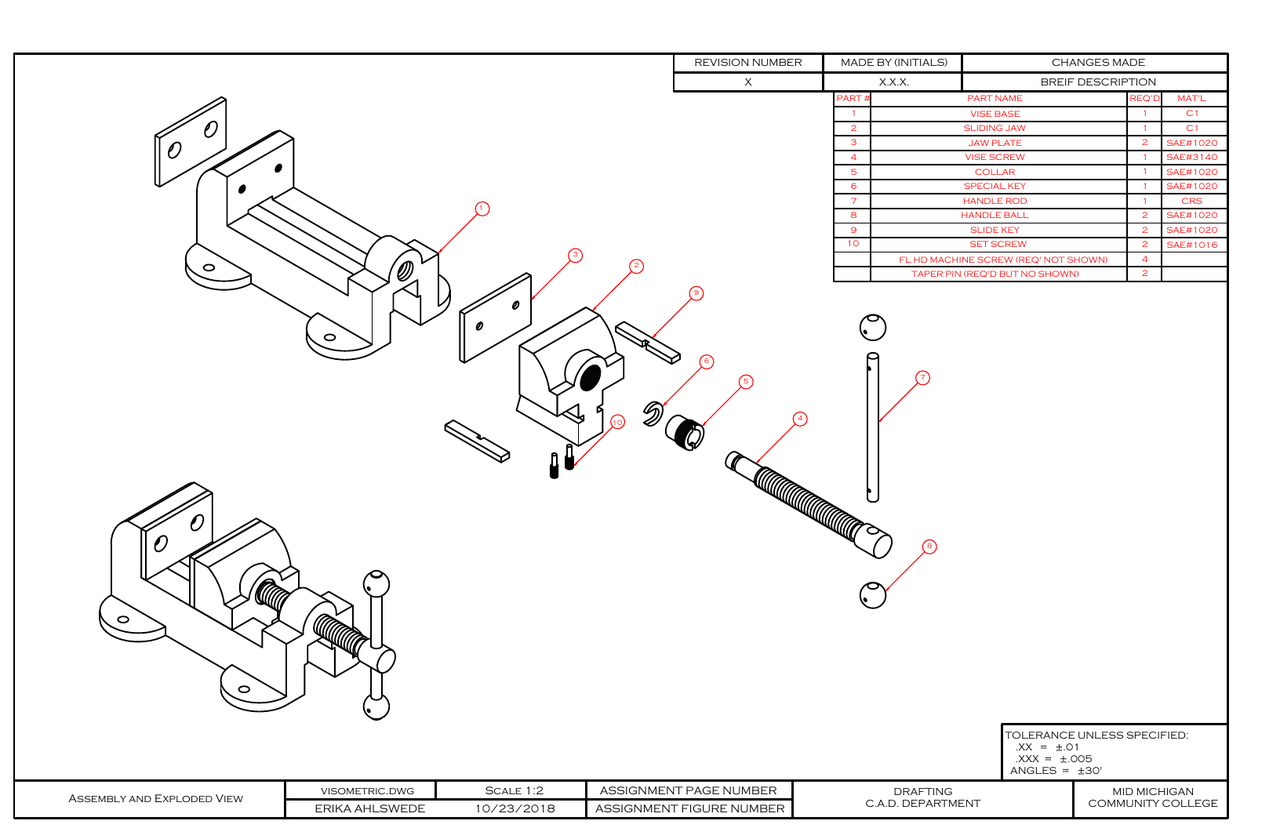 REVISION NUMBER MADE BY (INITIALS) CHANGES MADE
X X.X.X. BREIF DESCRIPTION
PART # PART NAME REQ'D MAT'L
1 VISE BASE 1 C1
2 SLIDING JAW 1 C1
3 JAW PLATE 2 SAE#1020
4 VISE SCREW 1 SAE#3140
5 COLLAR 1 SAE#1020
6 SPECIAL KEY 1 SAE#1020
7 HANDLE ROD 1 CRS
8 HANDLE BALL 2 SAE#1020
9 SLIDE KEY 2 SAE#1020
10 SET SCREW 2 SAE#1016
FL HD MACHINE SCREW (REQ' NOT SHOWN) 4
TAPER PIN (REQ'D BUT NO SHOWN) 2
1
3
2
9
6
5
7
4
10
8
TOLERANCE UNLESS SPECIFIED:
.XX = ±.01
.XXX = ±.005
ANGLES = ±30'
ASSEMBLY AND EXPLODED VIEW
VISOMETRIC.DWG SCALE 1:2 ASSIGNMENT PAGE NUMBER
ERIKA AHLSWEDE 10/23/2018 ASSIGNMENT FIGURE NUMBER
DRAFTING
C.A.D. DEPARTMENT
MID MICHIGAN
COMMUNITY COLLEGE